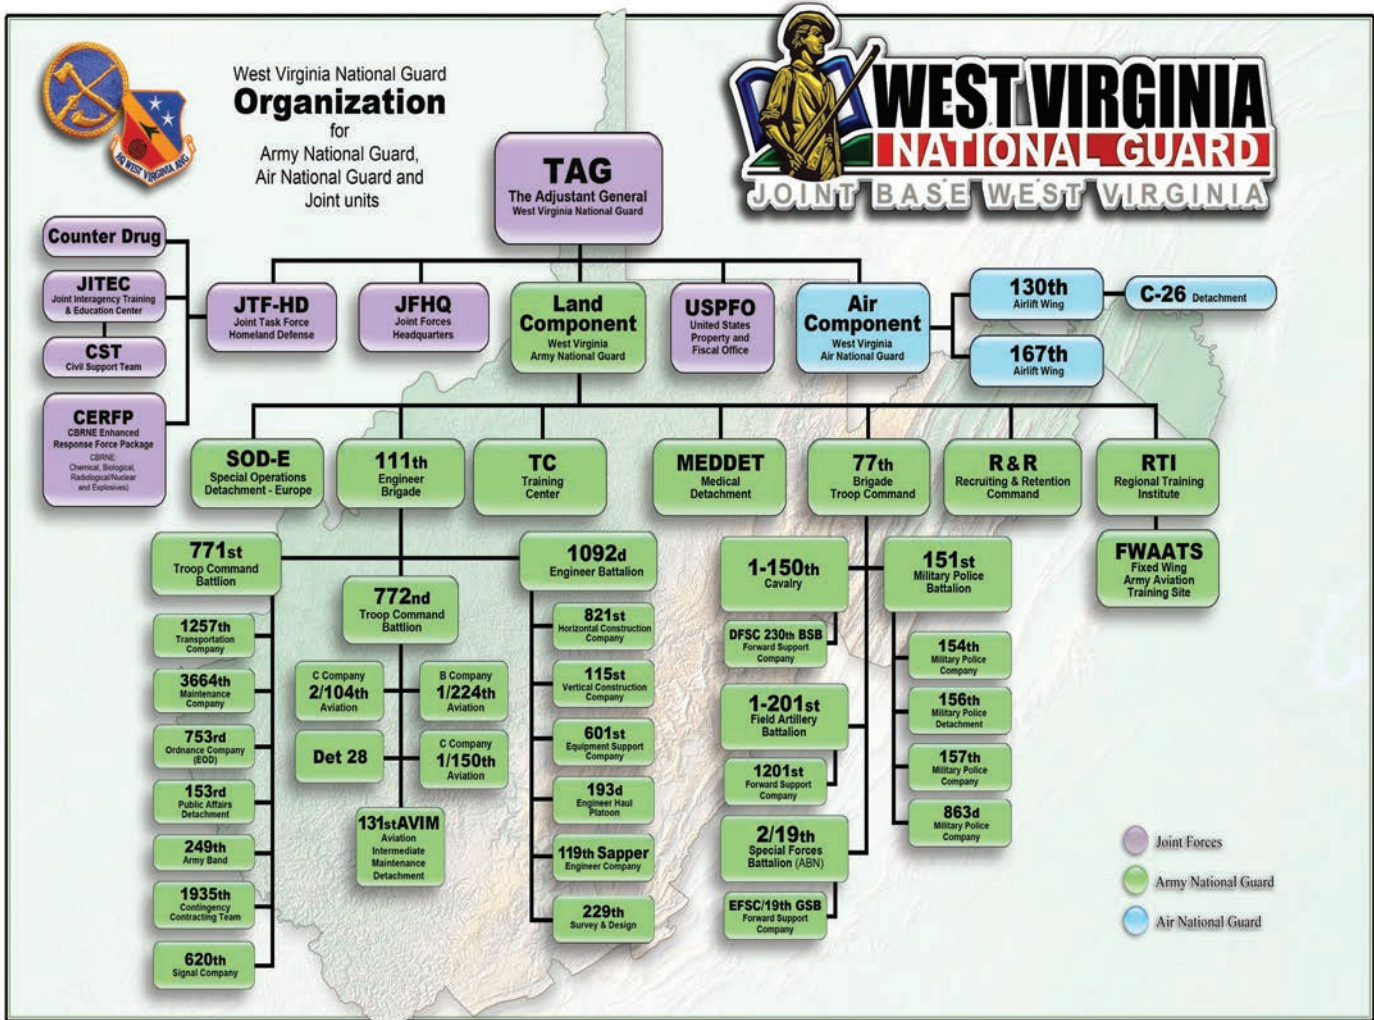 West Virginia National Guard
Organization
for
Army National Guard,
Air National Guard and
Joint units
HQ WEST VIRGINIA ANG
WEST VIRGINIA
NATIONAL GUARD
JOINT BASE WEST VIRGINIA
TAG
The Adjustant General
West Virginia National Guard
Counter Drug
JITEC
Joint Interagency Training
& Education Center
CST
Civil Support Team
CERFP
CBRNE Enhanced
Response Force Package
CBRNE:
Chemical, Biological,
Radiological/Nuclear
and Explosives)
JTF-HD
Joint Task Force
Homeland Defense
JFHQ
Joint Forces
Headquarters
Land
Component
West Virginia
Army National Guard
USPFO
United States
Property and
Fiscal Office
Air
Component
West Virginia
Air National Guard
130th
Airlift Wing
C-26 Detachment
167th
Airlift Wing
SOD-E
Special Operations
Detachment - Europe
111th
Engineer
Brigade
TC
Training
Center
MEDDET
Medical
Detachment
77th
Brigade
Troop Command
R & R
Recruiting & Retention
Command
RTI
Regional Training
Institute
FWAATS
Fixed Wing
Army Aviation
Training Site
771st
Troop Command
Battlion
1257th
Transportation
Company
3664th
Maintenance
Company
753rd
Ordnance Company
(EOD)
153rd
Public Affairs
Detachment
249th
Army Band
1935th
Contingency
Contracting Team
620th
Signal Company
772nd
Troop Command
Battlion
C Company
2/104th
Aviation
B Company
1/224th
Aviation
Det 28
C Company
1/150th
Aviation
131stAVIM
Aviation
Intermediate
Maintenance
Detachment
1092d
Engineer Battalion
821st
Horizontal Construction
Company
115st
Vertical Construction
Company
601st
Equipment Support
Company
193d
Engineer Haul
Platoon
119th Sapper
Engineer Company
229th
Survey & Design
1-150th
Cavalry
DFSC 230th BSB
Forward Support
Company
1-201st
Field Artillery
Battalion
1201st
Forward Support
Company
2/19th
Special Forces
Battalion (ABN)
EFSC/19th GSB
Forward Support
Company
151st
Military Police
Battalion
154th
Military Police
Company
156th
Military Police
Detachment
157th
Military Police
Company
863d
Military Police
Company
Joint Forces
Army National Guard
Air National Guard